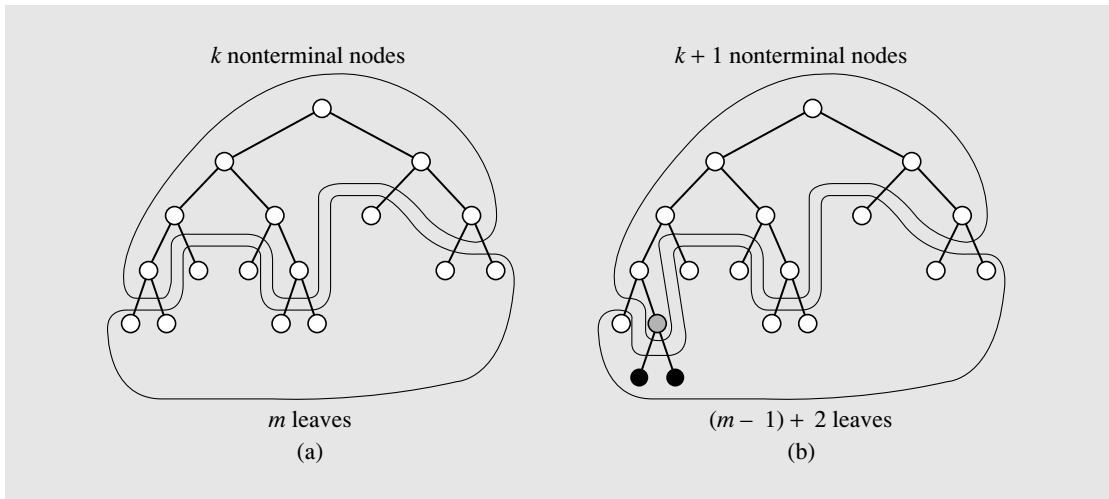 k nonterminal nodes
k + 1 nonterminal nodes
m leaves
(m – 1) + 2 leaves
(a)
(b)